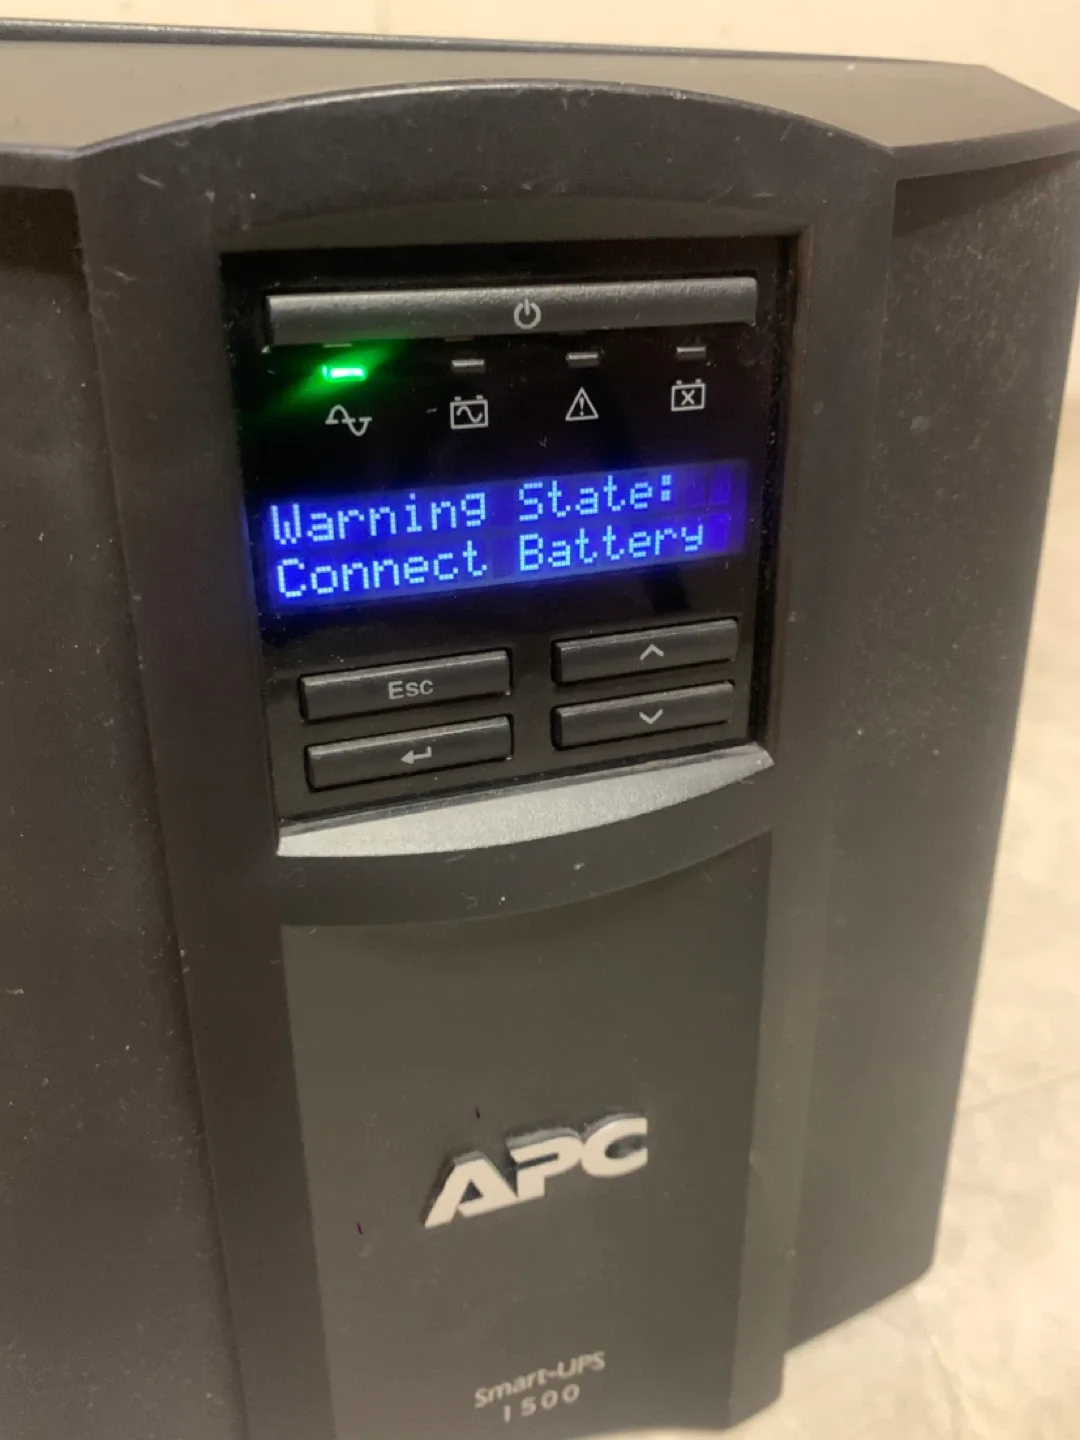 Warning State:
Connect Battery
Esc
APC
Smart-UPS
1500